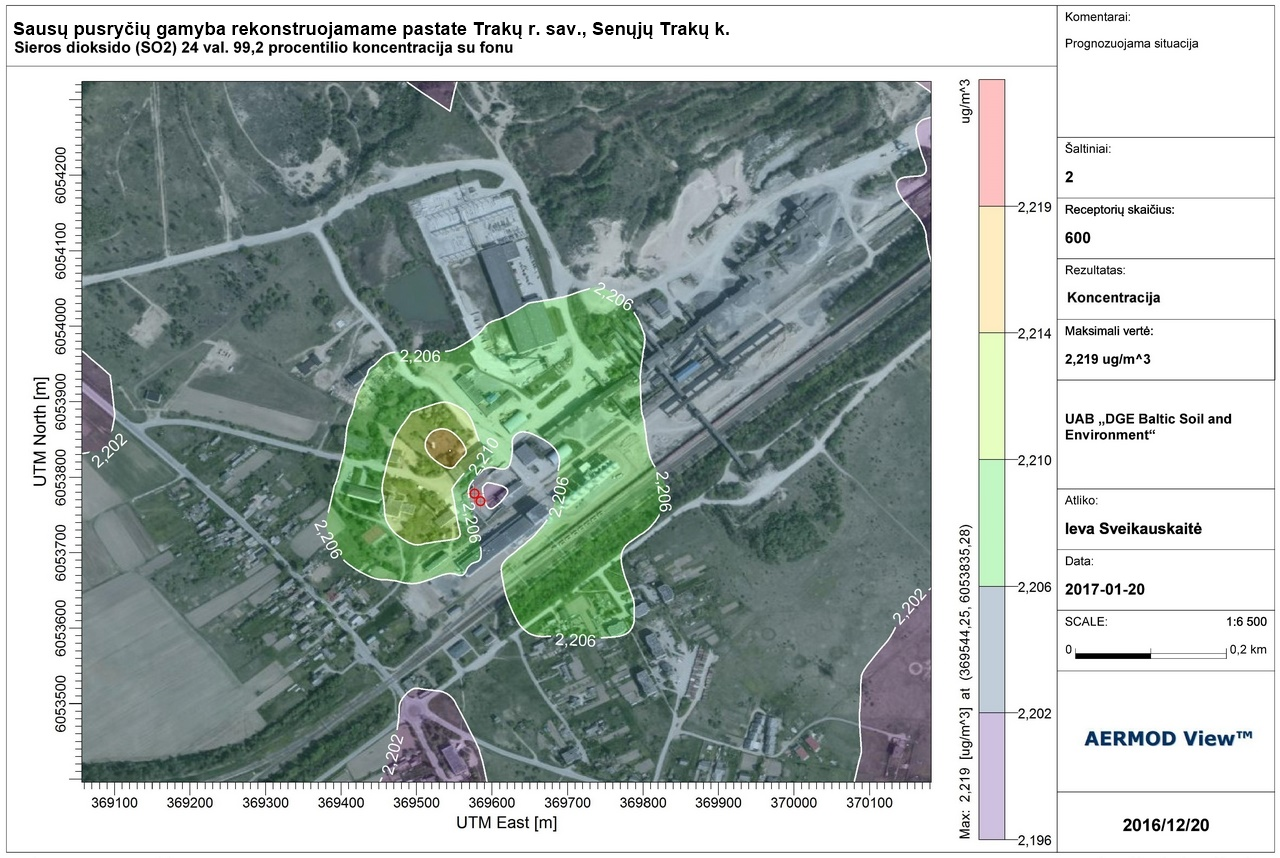 Sausų pusryčių gamyba rekonstruojamame pastate Trakų r. sav., Senųjų Trakų k.
Sieros dioksido (SO2) 24 val. 99,2 procentilio koncentracija su fonu
UTM North [m]
6054200
6054100
6054000
6053900
6053800
6053700
6053600
6053500
2,206
2,206
2,202
2,210
2,206
2,206
2,206
2,206
2,206
2,202
2,202
369100
369200
369300
369400
369500
369600
369700
369800
369900
370000
370100
UTM East [m]
ug/m^3
2,219
2,214
2,210
2,206
2,202
2,196
Max: 2,219 [ug/m^3] at (369544,25, 6053835,28)
Komentarai:
Prognozuojama situacija
Šaltiniai:
2
Receptorių skaičius:
600
Rezultatas:
Koncentracija
Maksimali vertė:
2,219 ug/m^3
UAB „DGE Baltic Soil and
Environment“
Atliko:
Ieva Sveikauskaitė
Data:
2017-01-20
SCALE: 1:6 500
0 0,2 km
AERMOD View™
2016/12/20